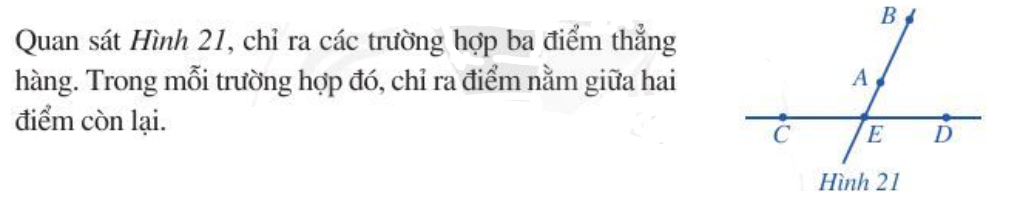 Quan sát Hình 21, chỉ ra các trường hợp ba điểm thẳng
hàng. Trong mỗi trường hợp đó, chỉ ra điểm nằm giữa hai
điểm còn lại.
B
A
C E D
Hình 21